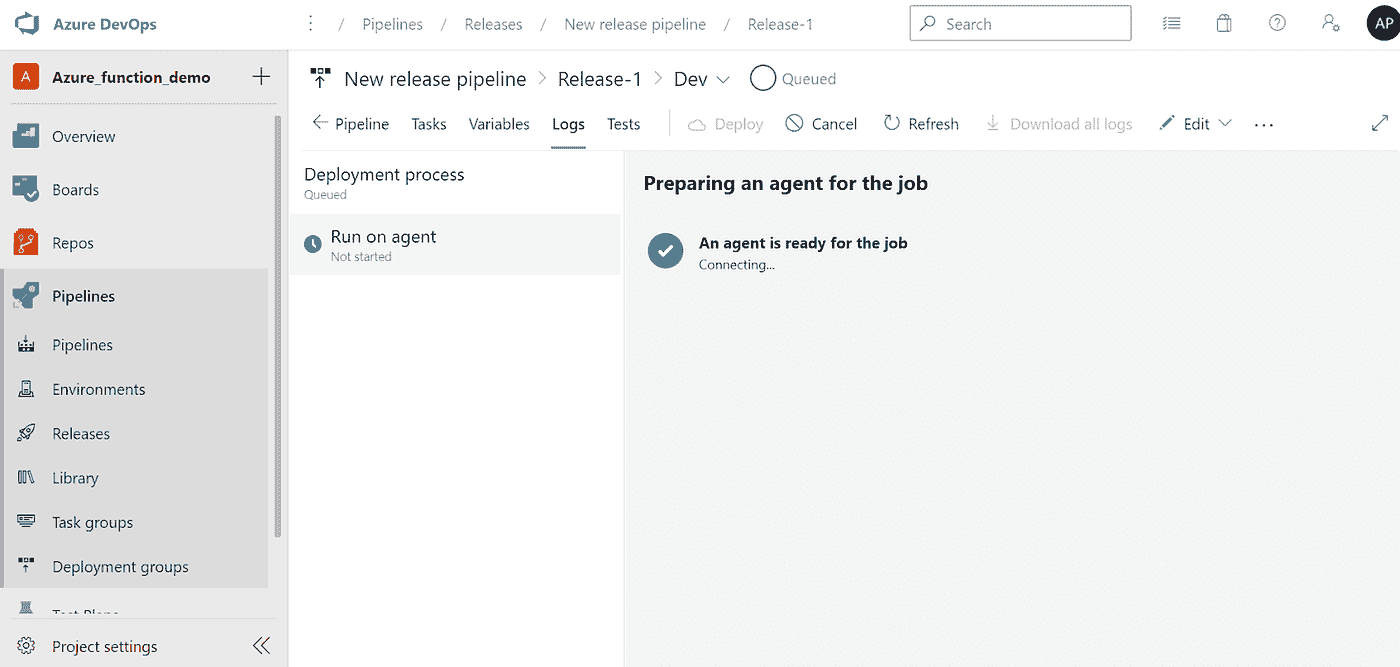 Azure DevOps
/ Pipelines / Releases / New release pipeline / Release-1
Search
AP
A Azure_function_demo
Overview
Boards
Repos
Pipelines
Pipelines
Environments
Releases
Library
Task groups
Deployment groups
Test Plans
Project settings
New release pipeline > Release-1 > Dev Queued
Pipeline Tasks Variables Logs Tests Deploy Cancel Refresh Download all logs Edit ...
Deployment process
Queued
Run on agent
Not started
Preparing an agent for the job
An agent is ready for the job
Connecting...